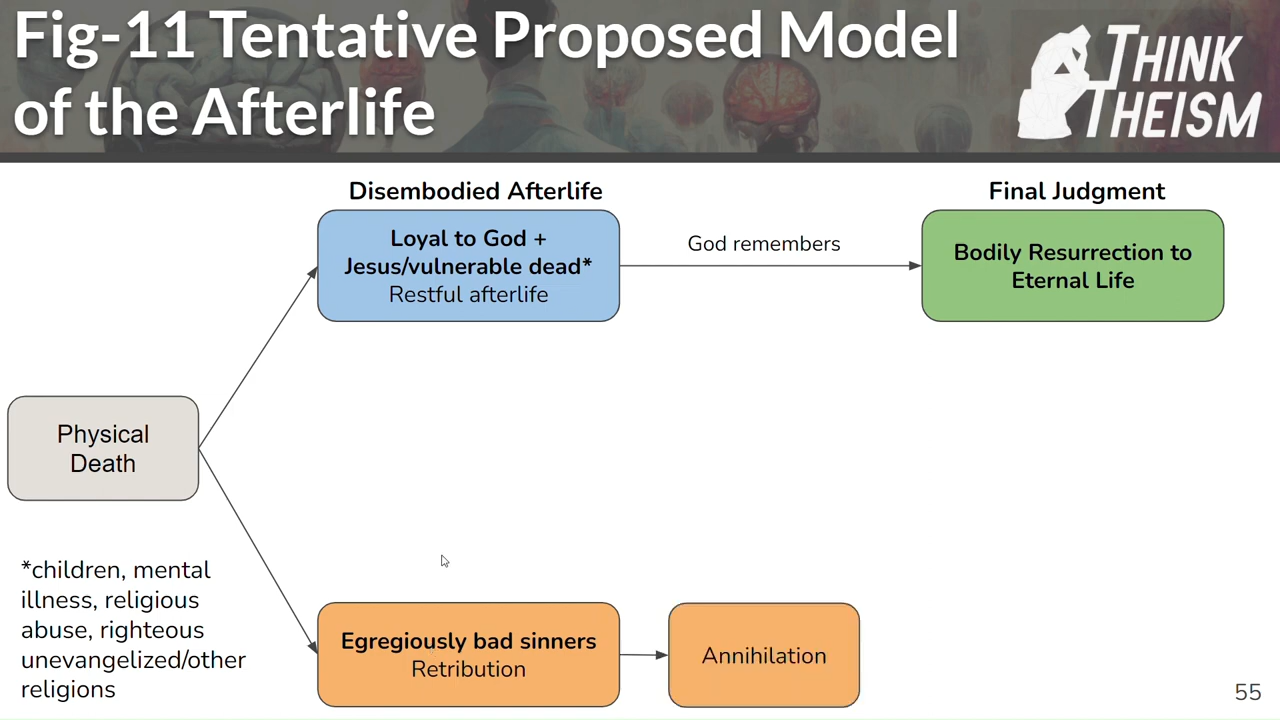 Fig-11 Tentative Proposed Model
of the Afterlife
THINK
THEISM
Disembodied Afterlife
Final Judgment
Loyal to God +
Jesus/vulnerable dead*
Restful afterlife
God remembers
Bodily Resurrection to
Eternal Life
Physical
Death
*children, mental
illness, religious
abuse, righteous
unevangelized/other
religions
Egregiously bad sinners
Retribution
Annihilation
55